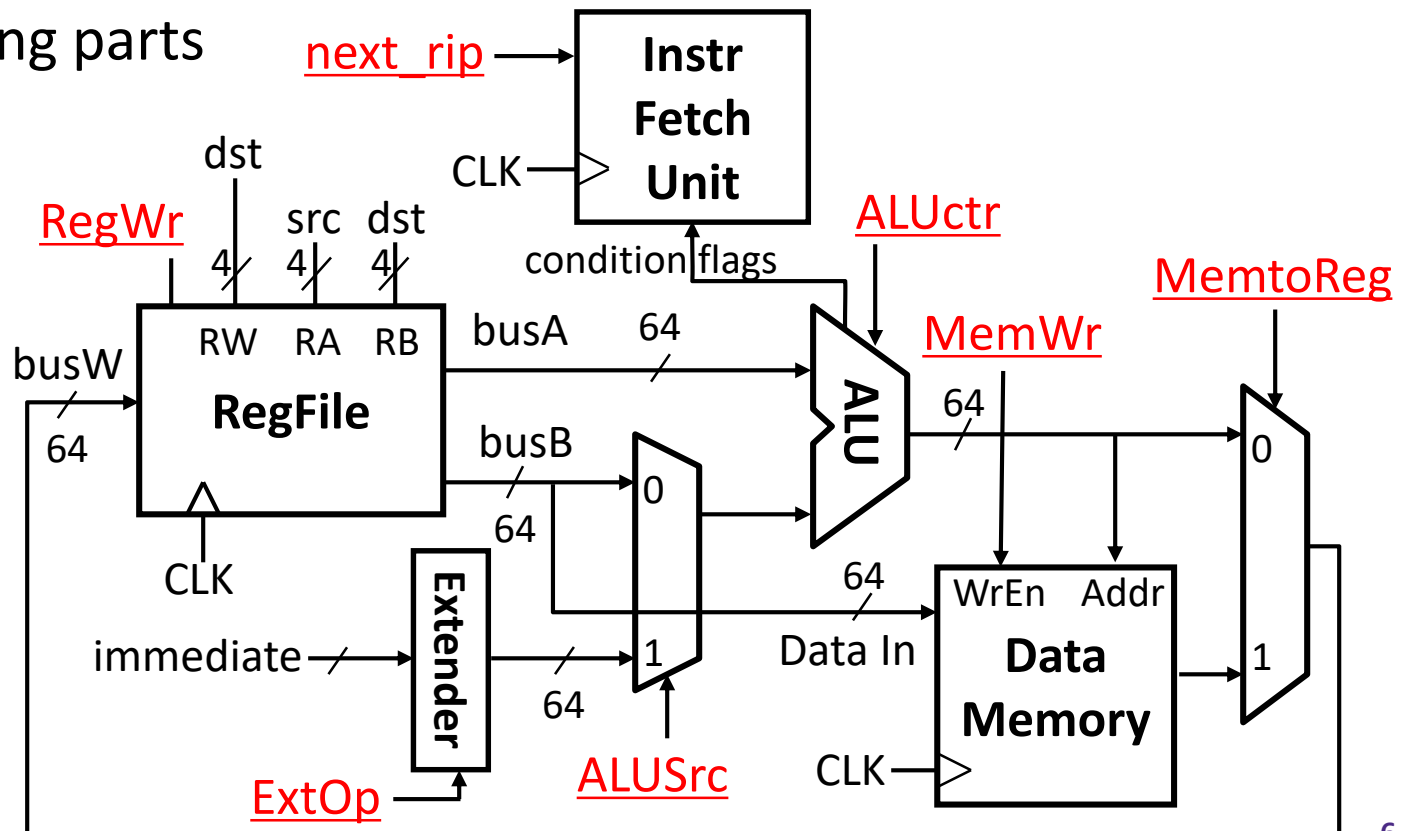 ng parts
next_rip
Instr
Fetch
Unit
CLK
dst
RegWr
src dst
4
4
4
condition flags
ALUctr
MemtoReg
RW RA RB
busA
64
MemWr
busW
RegFile
64
ALU
64
busB
0
0
64
CLK
Extender
64
WrEn Addr
immediate
1
Data In
Data
Memory
1
64
ExtOp
ALUSrc
CLK